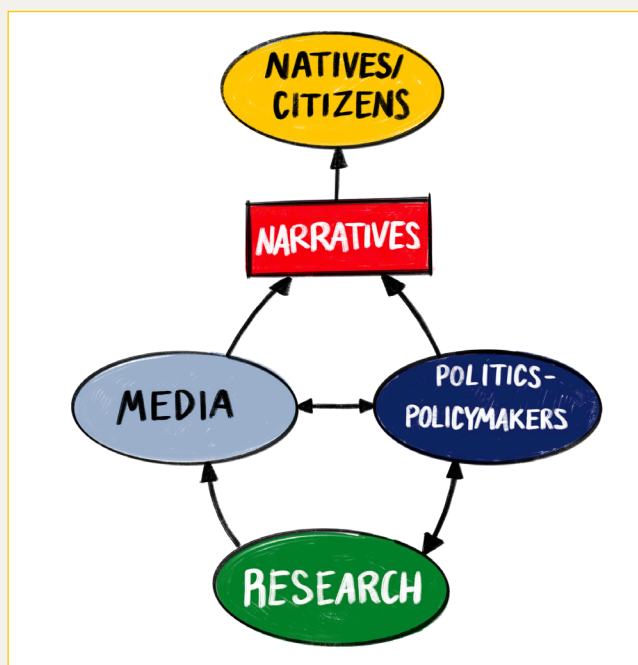 NATIVES/
CITIZENS
NARRATIVES
MEDIA
POLITICS-
POLICYMAKERS
RESEARCH